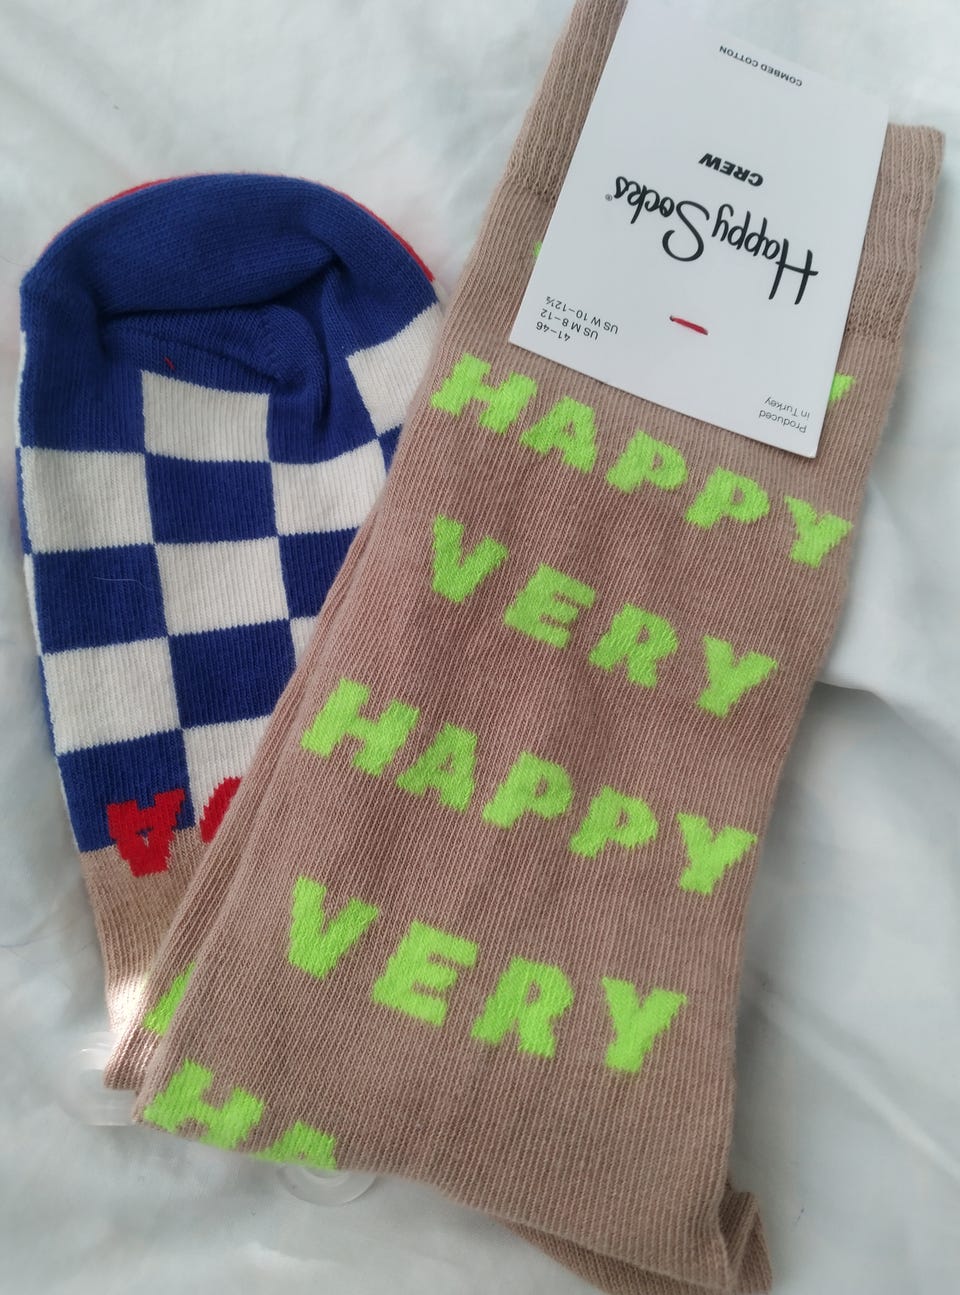 Happy Socks®
CREW
COMBED COTTON
Produced
in Turkey
41–46
US M 8–12
US W 10–12½
HAPPY
VERY
HAPPY
VERY
HA
A